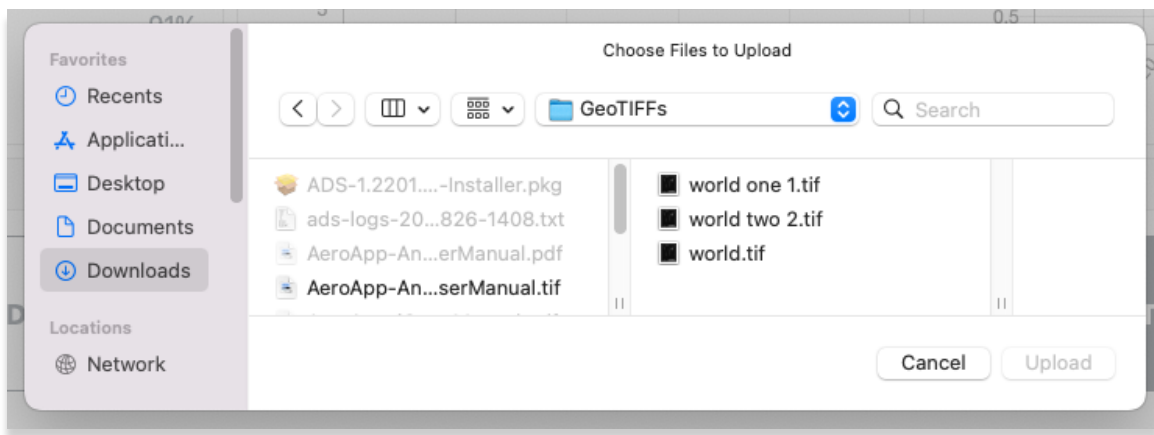 91%
5
0.5
Choose Files to Upload
Favorites
Recents
Applicati...
Desktop
Documents
Downloads
Locations
Network
GeoTIFFs
Search
ADS-1.2201....-Installer.pkg
ads-logs-20...826-1408.txt
AeroApp-An...erManual.pdf
AeroApp-An...serManual.tif
world one 1.tif
world two 2.tif
world.tif
Cancel
Upload